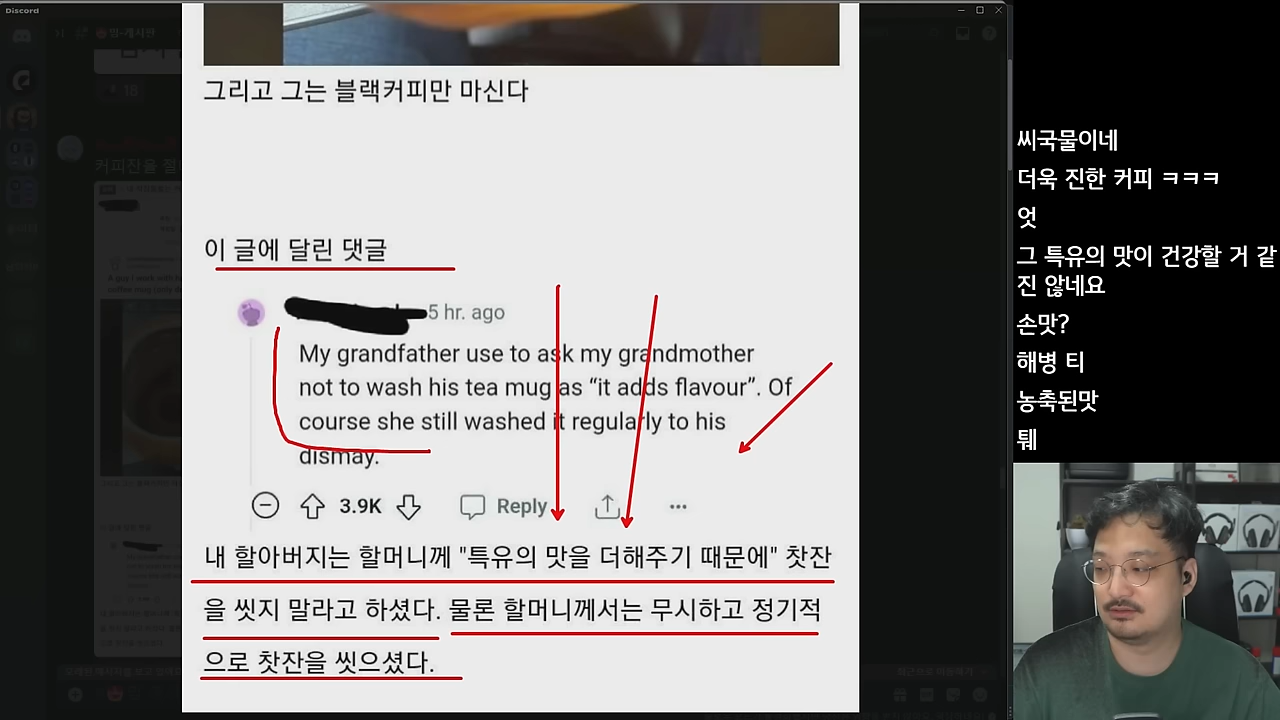 Discord
그리고 그는 블랙커피만 마신다
이 글에 달린 댓글
5 hr. ago
My grandfather use to ask my grandmother
not to wash his tea mug as “it adds flavour”. Of
course she still washed it regularly to his
dismay.
3.9K Reply
내 할아버지는 할머니께 "특유의 맛을 더해주기 때문에" 찻잔
을 씻지 말라고 하셨다. 물론 할머니께서는 무시하고 정기적
으로 찻잔을 씻으셨다.
씨국물이네
더욱 진한 커피 ㅋㅋㅋ
엇
그 특유의 맛이 건강할 거 같
진 않네요
손맛?
해병 티
농축된맛
퉤
18
커피잔을 절